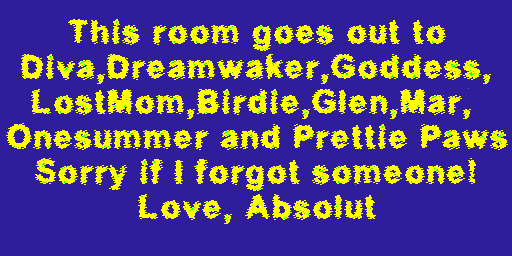 This room goes out to
Diva,Dreamwaker,Goddess,
LostMom,Birdie,Glen,Mar,
Onesummer and Prettie Paws
Sorry if I forgot someone!
Love, Absolut